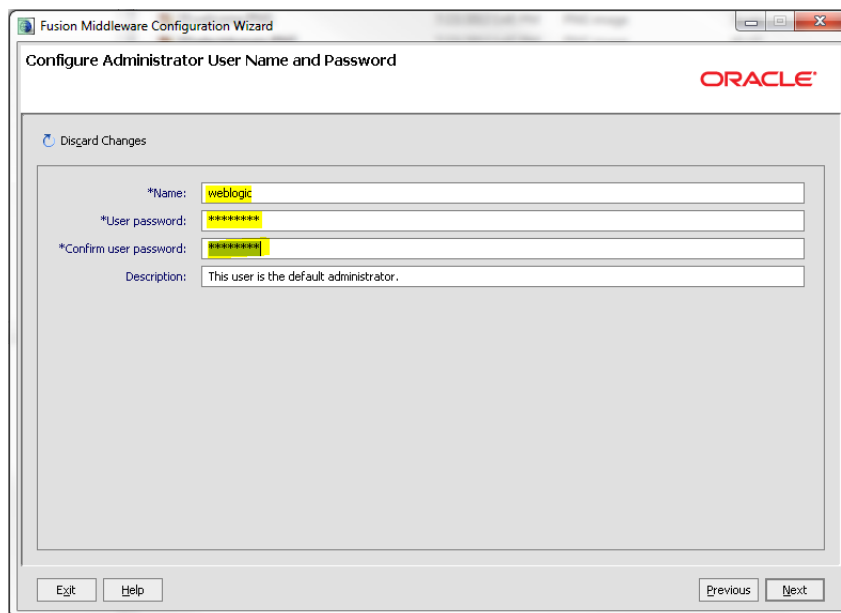 Fusion Middleware Configuration Wizard
Configure Administrator User Name and Password
ORACLE
Discard Changes
*Name: weblogic
*User password: ********
*Confirm user password: ********
Description: This user is the default administrator.
Exit Help Previous Next